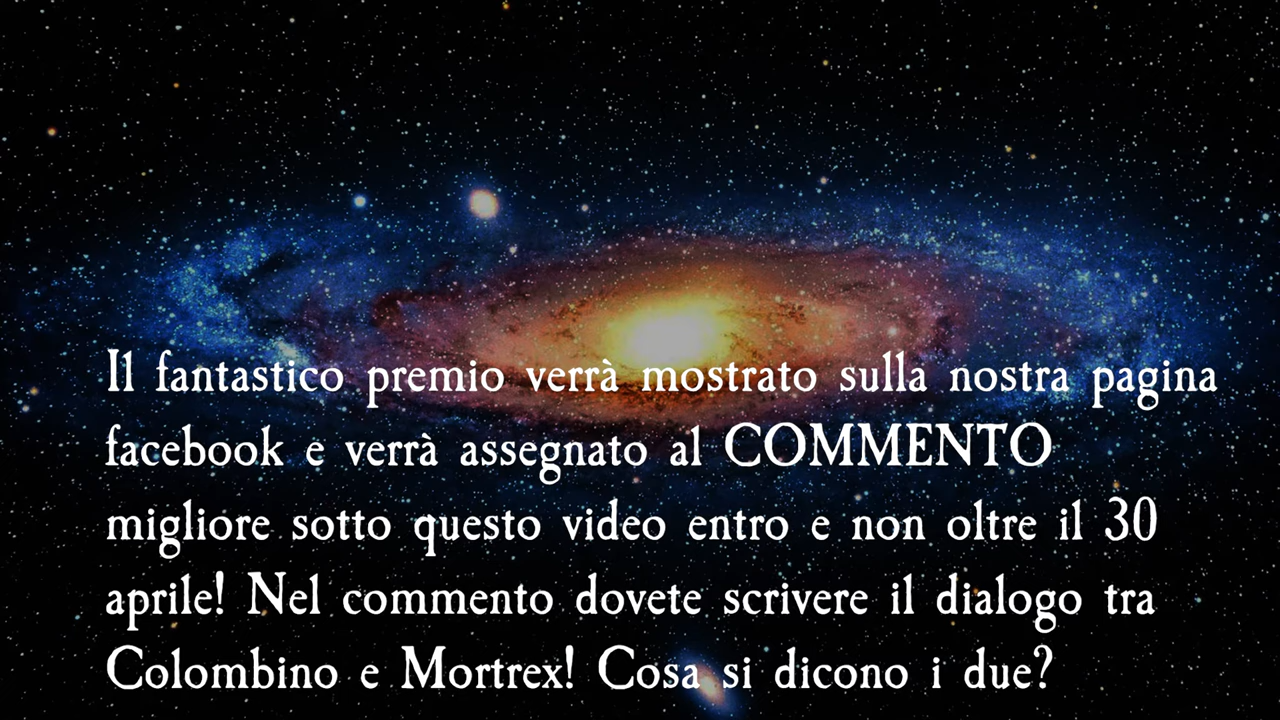 Il fantastico premio verrà mostrato sulla nostra pagina
facebook e verrà assegnato al COMMENTO
migliore sotto questo video entro e non oltre il 30
aprile! Nel commento dovete scrivere il dialogo tra
Colombino e Mortrex! Cosa si dicono i due?